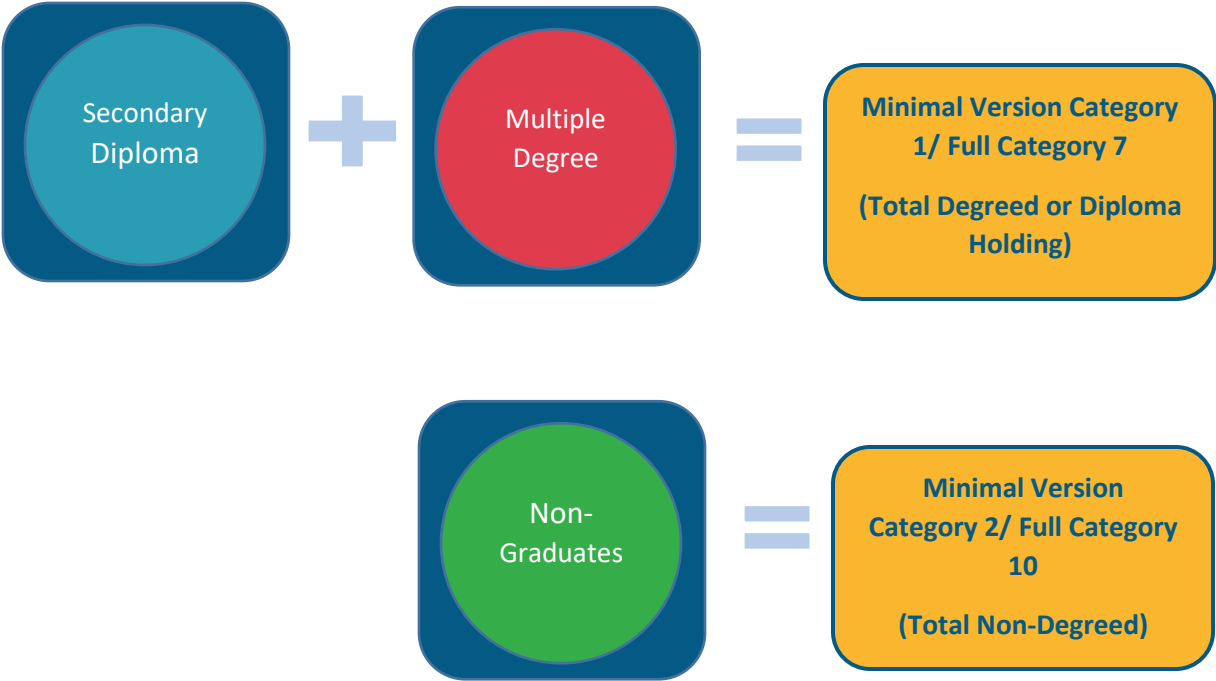 Secondary
Diploma
Multiple
Degree
Minimal Version Category
1/ Full Category 7
(Total Degreed or Diploma
Holding)
Non-
Graduates
Minimal Version
Category 2/ Full Category
10
(Total Non-Degreed)